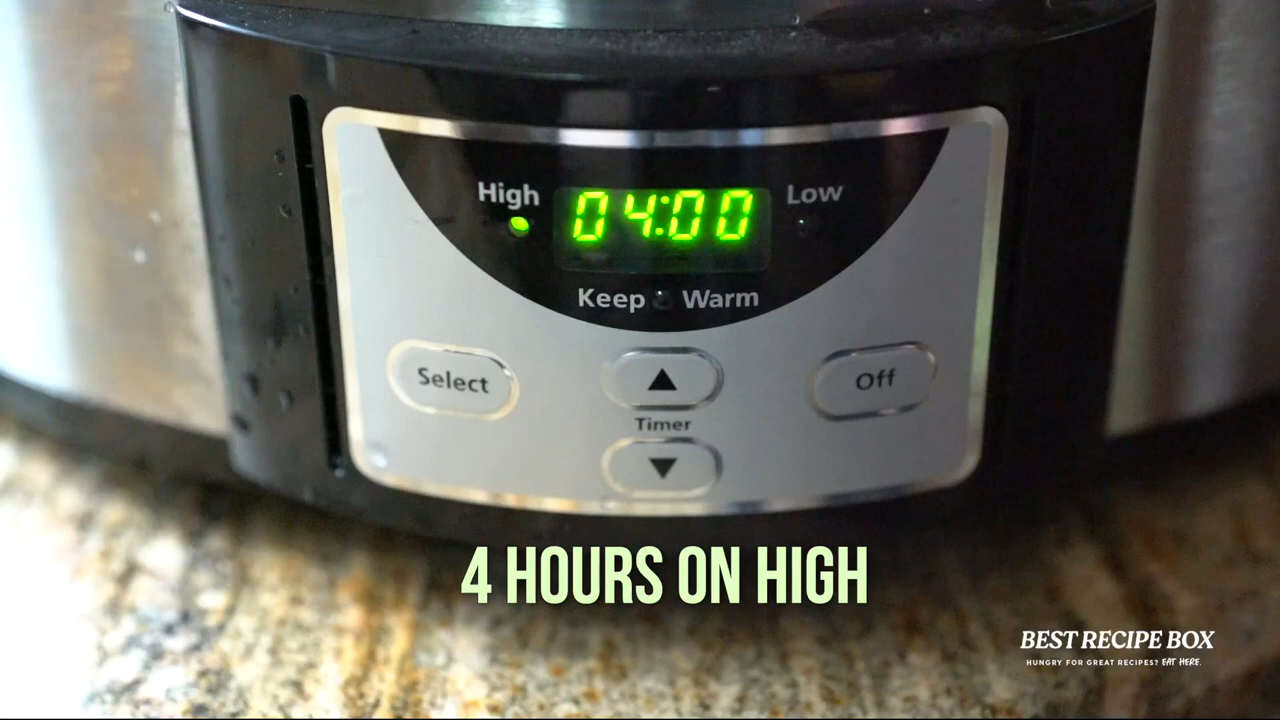 High 04:00 Low
Keep Warm
Select
Off
Timer
4 HOURS ON HIGH
BEST RECIPE BOX
HUNGRY FOR GREAT RECIPES? EAT HERE.